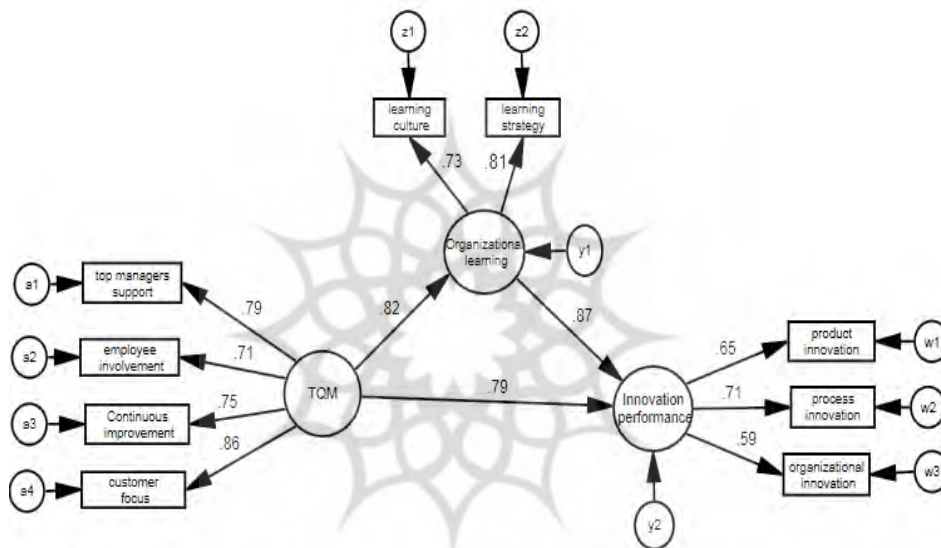 z1
z2
learning
culture
learning
strategy
.73
.81
Organizational
learning
y1
a1
top managers
support
.79
.82
.87
a2
employee
involvement
.71
TQM
.79
a3
Continuous
improvement
.75
a4
customer
focus
.86
Innovation
performance
.65
product
innovation
w1
.71
process
innovation
w2
.59
organizational
innovation
w3
y2